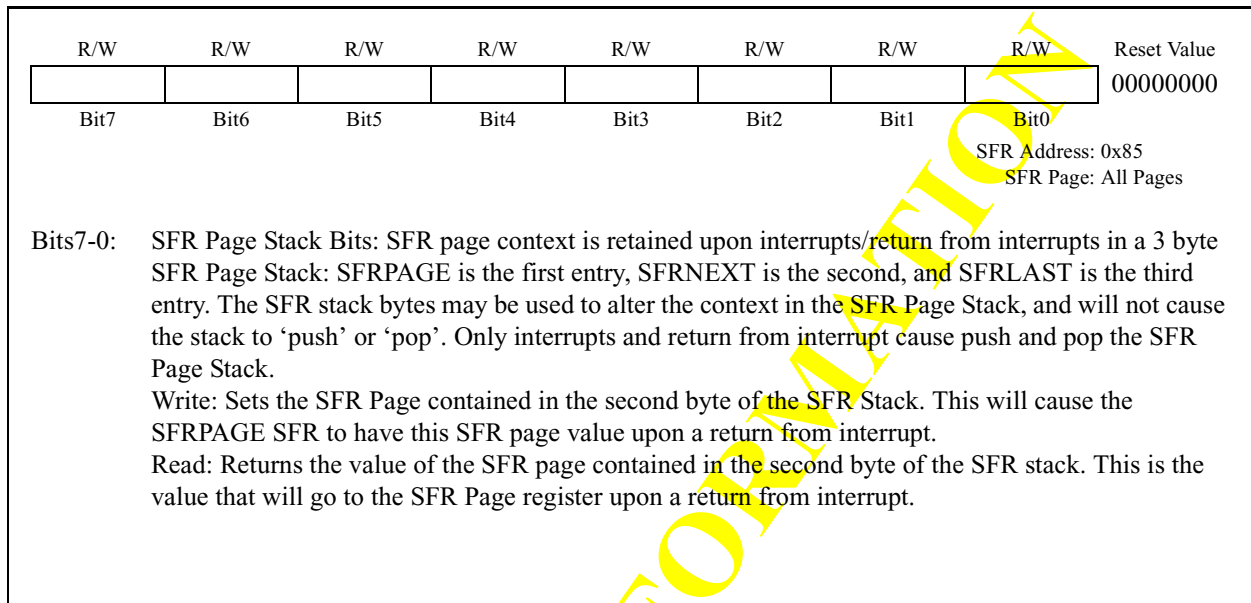 R/W R/W R/W R/W R/W R/W R/W R/W Reset Value
00000000
Bit7 Bit6 Bit5 Bit4 Bit3 Bit2 Bit1 Bit0
SFR Address: 0x85
SFR Page: All Pages
Bits7-0: SFR Page Stack Bits: SFR page context is retained upon interrupts/return from interrupts in a 3 byte
SFR Page Stack: SFRPAGE is the first entry, SFRNEXT is the second, and SFRLAST is the third
entry. The SFR stack bytes may be used to alter the context in the SFR Page Stack, and will not cause
the stack to ‘push’ or ‘pop’. Only interrupts and return from interrupt cause push and pop the SFR
Page Stack.
Write: Sets the SFR Page contained in the second byte of the SFR Stack. This will cause the
SFRPAGE SFR to have this SFR page value upon a return from interrupt.
Read: Returns the value of the SFR page contained in the second byte of the SFR stack. This is the
value that will go to the SFR Page register upon a return from interrupt.
FORMATION